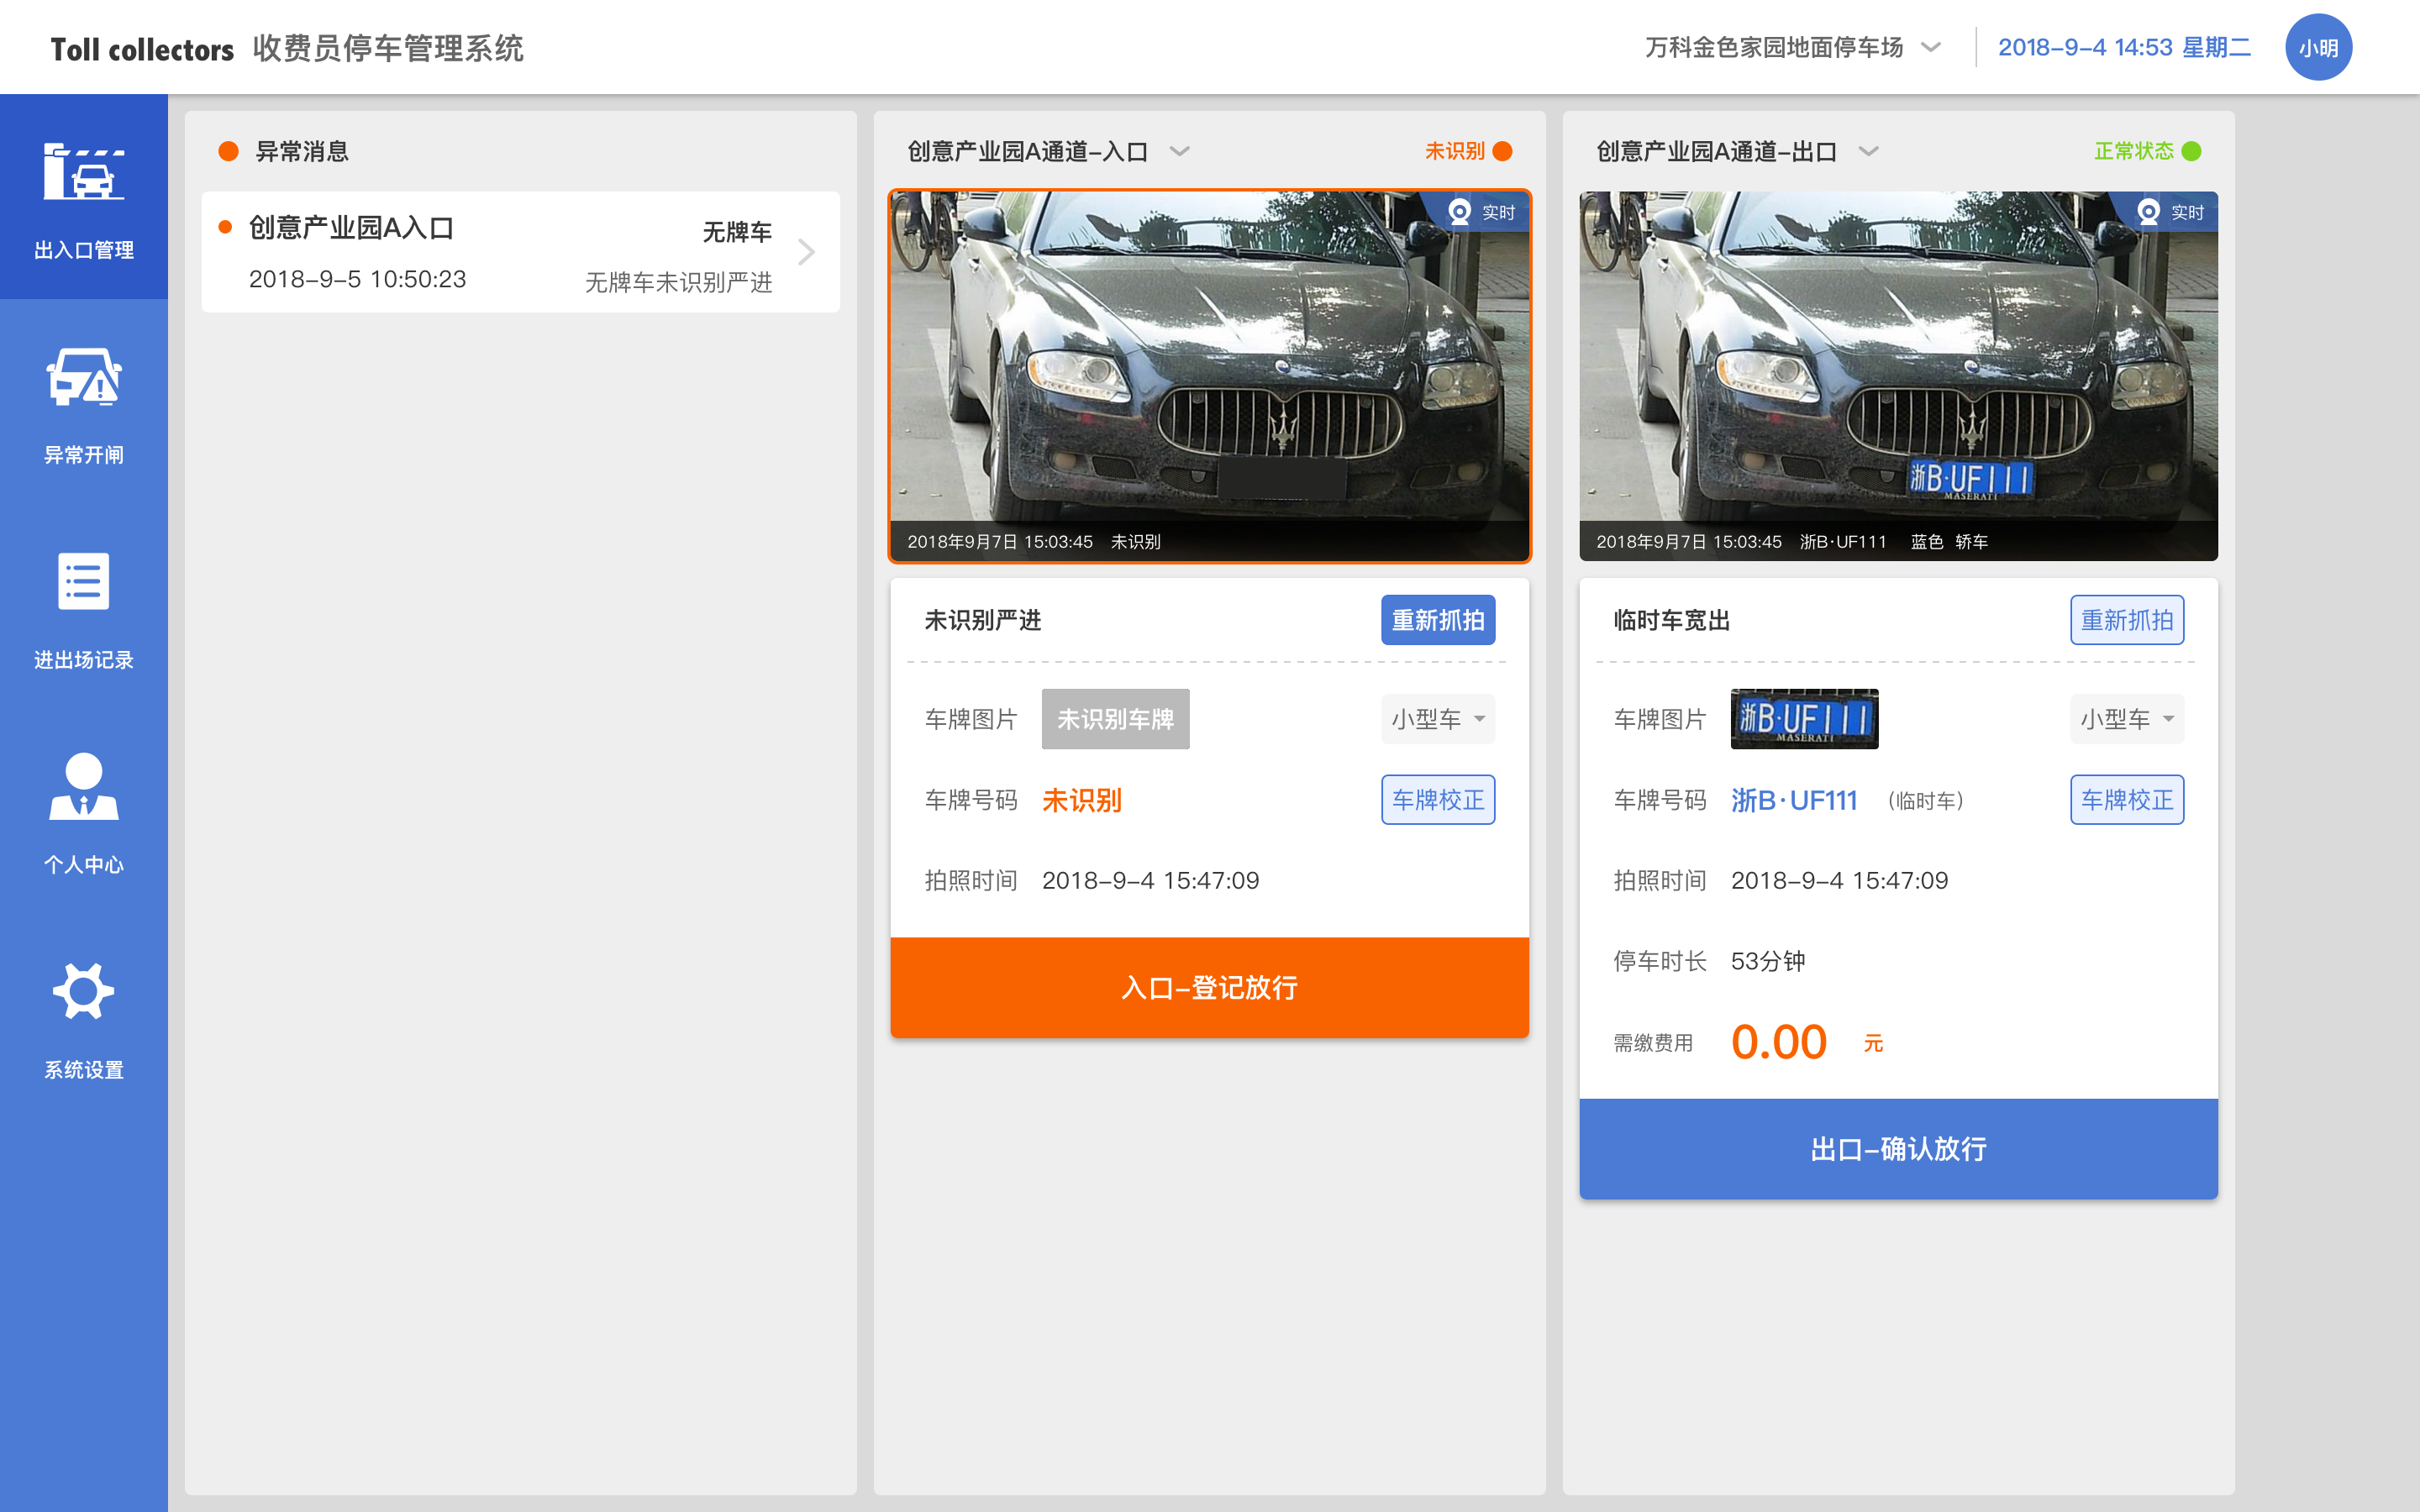 Toll collectors 收费员停车管理系统
万科金色家园地面停车场
2018-9-4 14:53 星期二
小明
出入口管理
异常开闸
进出场记录
个人中心
系统设置
异常消息
创意产业园A入口
无牌车
2018-9-5 10:50:23
无牌车未识别严进
创意产业园A通道-入口
未识别
实时
2018年9月7日 15:03:45 未识别
未识别严进
重新抓拍
车牌图片
未识别车牌
小型车
车牌号码
未识别
车牌校正
拍照时间
2018-9-4 15:47:09
入口-登记放行
创意产业园A通道-出口
正常状态
实时
浙B·UF111
MASERATI
2018年9月7日 15:03:45 浙B·UF111 蓝色 轿车
临时车宽出
重新抓拍
车牌图片
浙B·UF111
MASERATI
小型车
车牌号码
浙B·UF111
(临时车)
车牌校正
拍照时间
2018-9-4 15:47:09
停车时长
53分钟
需缴费用
0.00 元
出口-确认放行